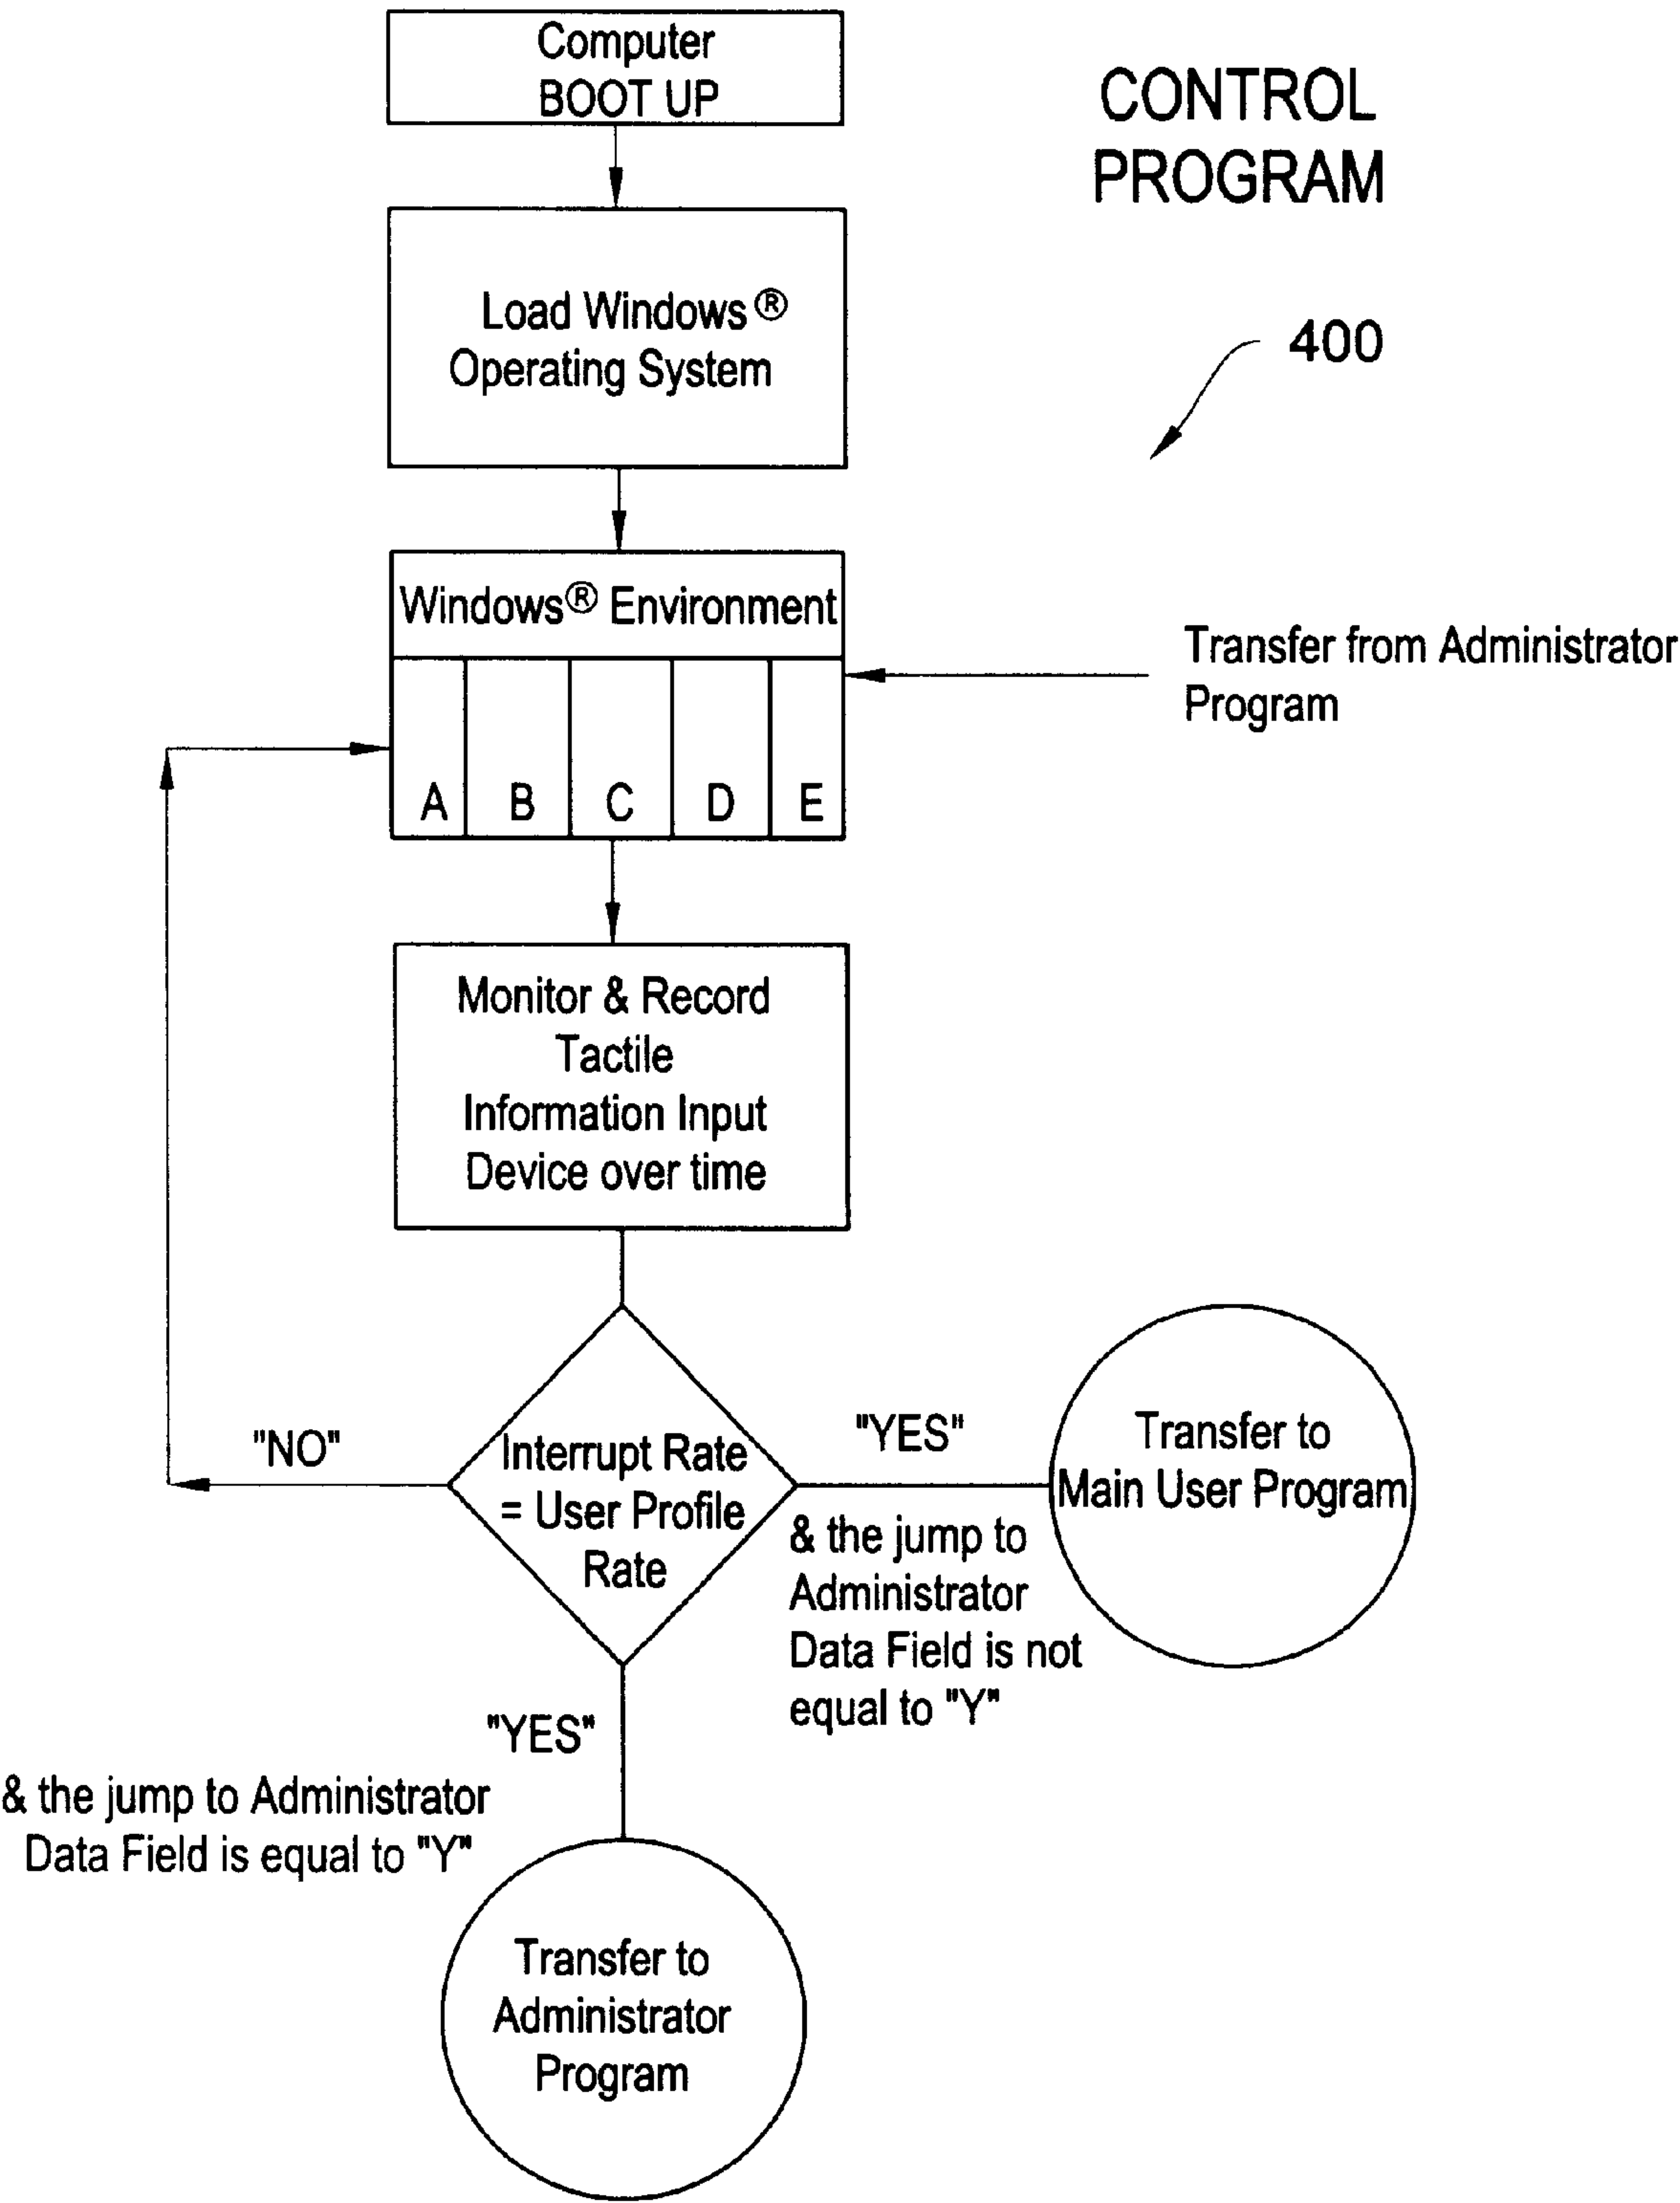 Computer
BOOT UP
CONTROL
PROGRAM
Load Windows®
Operating System
400
Windows® Environment
Transfer from Administrator
Program
A B C D E
Monitor & Record
Tactile
Information Input
Device over time
"NO"
Interrupt Rate
= User Profile
Rate
"YES"
& the jump to
Administrator
Data Field is not
equal to "Y"
Transfer to
Main User Program
"YES"
& the jump to Administrator
Data Field is equal to "Y"
Transfer to
Administrator
Program